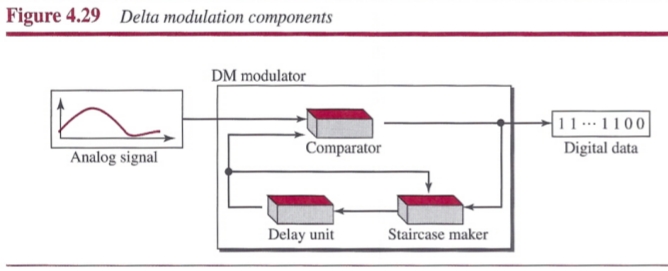 Figure 4.29 Delta modulation components
DM modulator
Analog signal
Comparator
11 ··· 1100
Digital data
Delay unit
Staircase maker